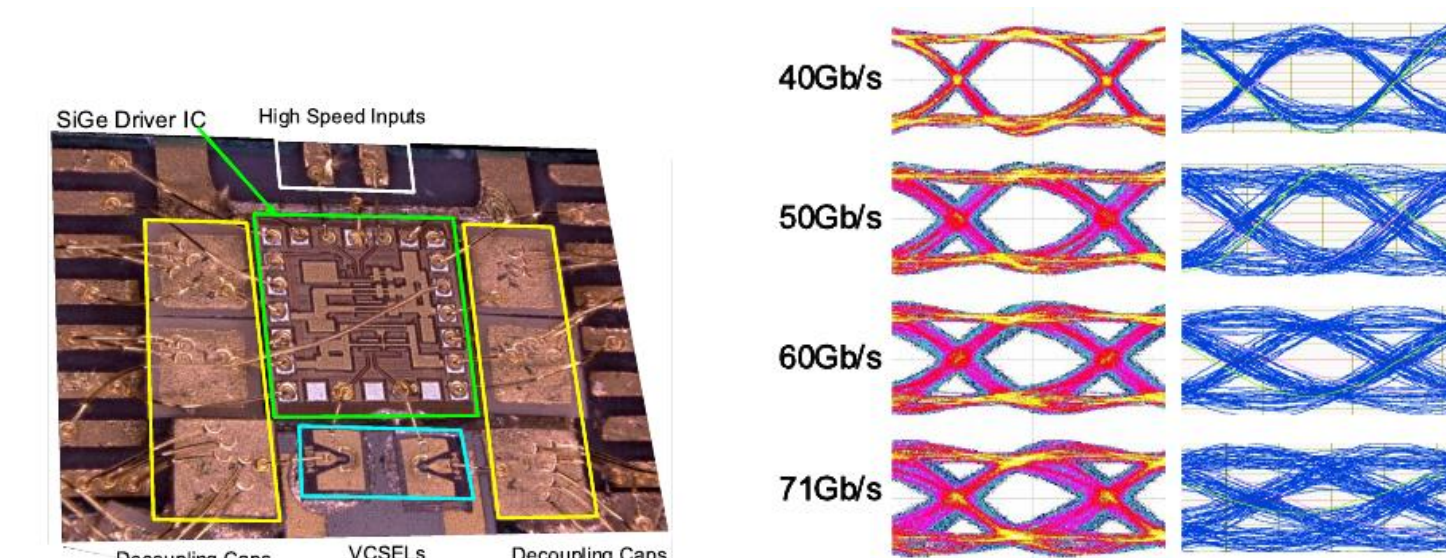 SiGe Driver IC
High Speed Inputs
Decoupling Caps
VCSELs
Decoupling Caps
40Gb/s
50Gb/s
60Gb/s
71Gb/s